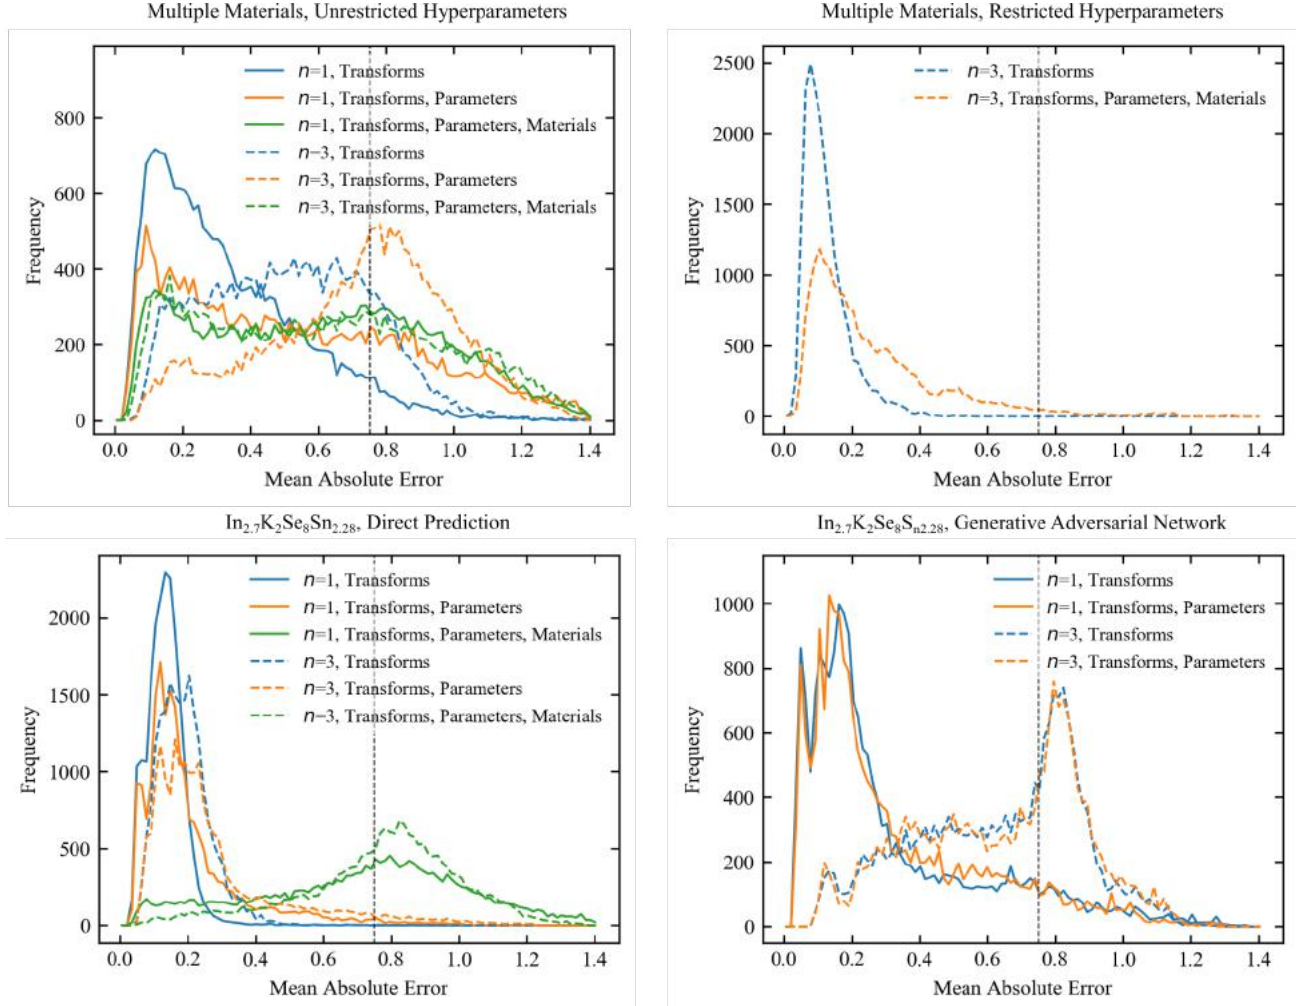 Multiple Materials, Unrestricted Hyperparameters
n=1, Transforms
n=1, Transforms, Parameters
n=1, Transforms, Parameters, Materials
n−3, Transforms
n=3, Transforms, Parameters
n=3, Transforms, Parameters, Materials
Frequency
800
600
400
200
0
0.0 0.2 0.4 0.6 0.8 1.0 1.2 1.4
Mean Absolute Error
Multiple Materials, Restricted Hyperparameters
n=3, Transforms
n=3, Transforms, Parameters, Materials
Frequency
2500
2000
1500
1000
500
0
0.0 0.2 0.4 0.6 0.8 1.0 1.2 1.4
Mean Absolute Error
In2.7K2Se8Sn2.28, Direct Prediction
n=1, Transforms
n=1, Transforms, Parameters
n=1, Transforms, Parameters, Materials
n=3, Transforms
n=3, Transforms, Parameters
n−3, Transforms, Parameters, Materials
Frequency
2000
1500
1000
500
0
0.0 0.2 0.4 0.6 0.8 1.0 1.2 1.4
Mean Absolute Error
In2.7K2Se8Sn2.28, Generative Adversarial Network
n=1, Transforms
n=1, Transforms, Parameters
n=3, Transforms
n=3, Transforms, Parameters
Frequency
1000
800
600
400
200
0
0.0 0.2 0.4 0.6 0.8 1.0 1.2 1.4
Mean Absolute Error